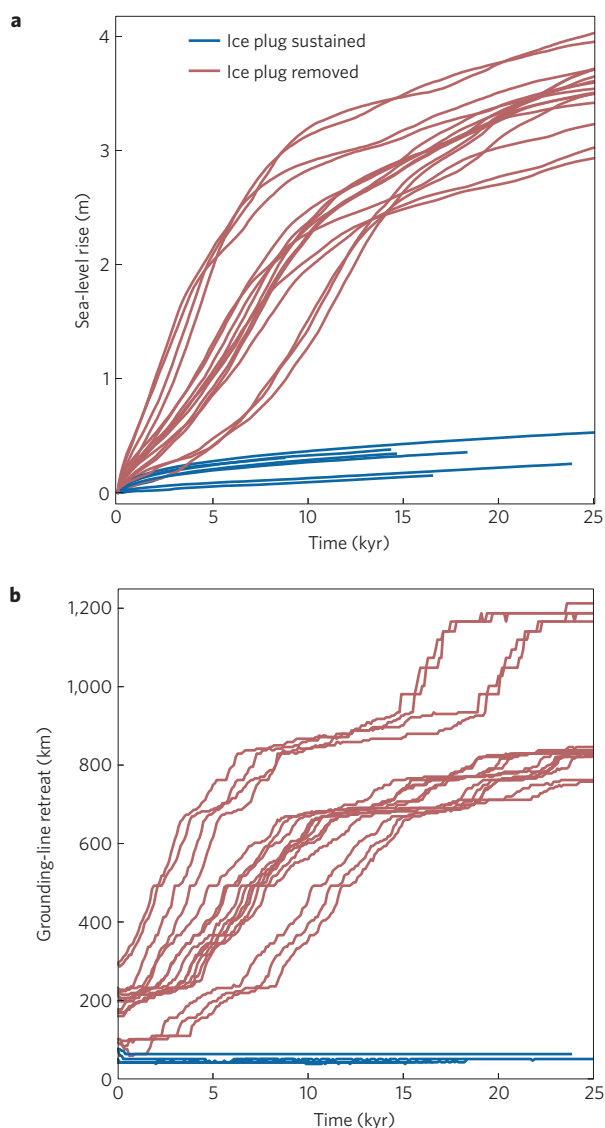 a
Ice plug sustained
Ice plug removed
4
3
2
1
0
Sea-level rise (m)
0 5 10 15 20 25
Time (kyr)
b
1,200
1,000
800
600
400
200
0
Grounding-line retreat (km)
0 5 10 15 20 25
Time (kyr)